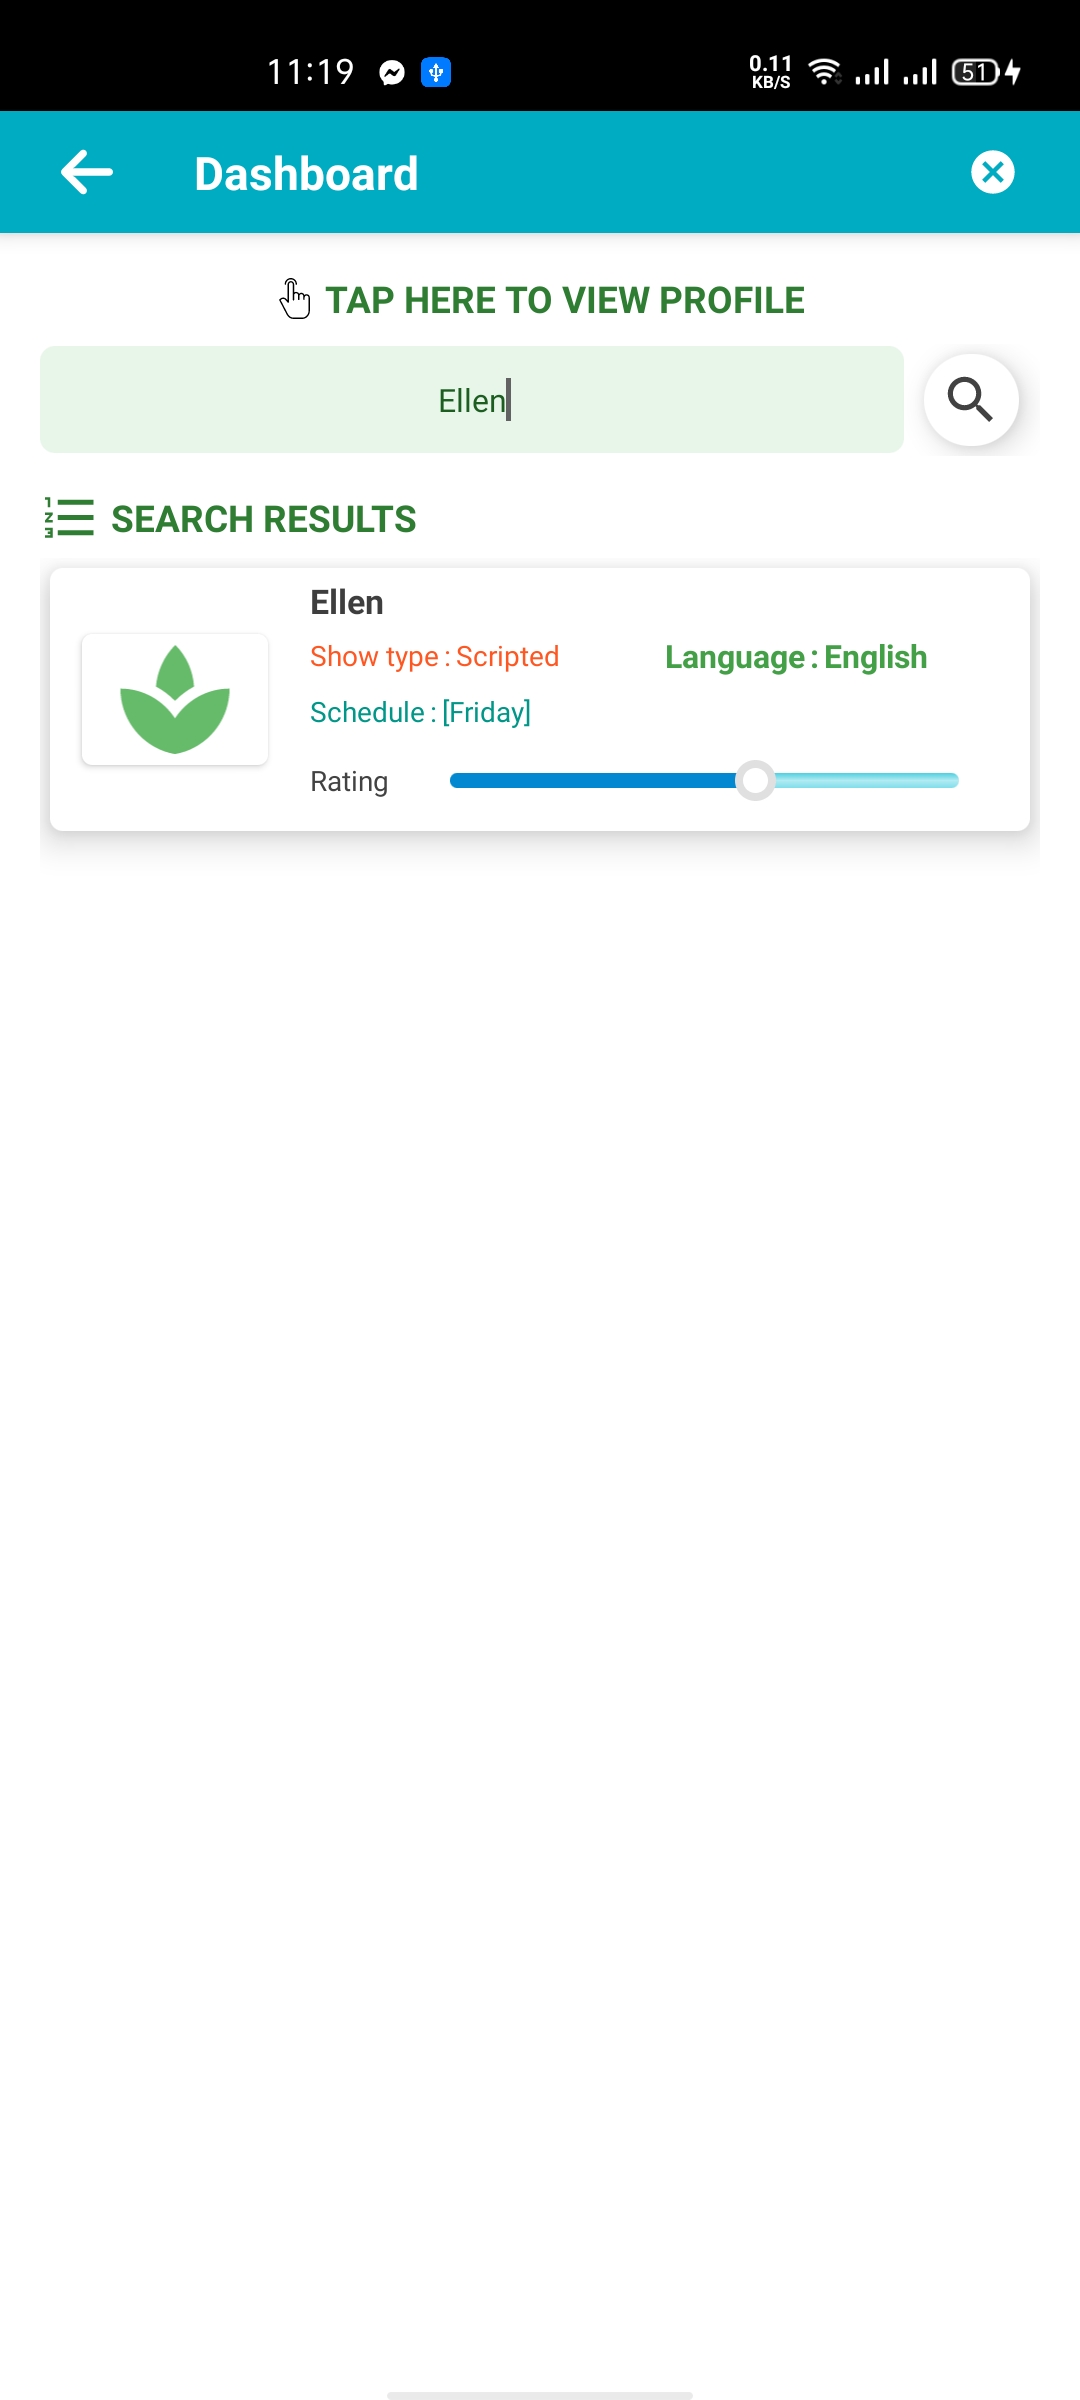 11:19
0.11
KB/S
51
Dashboard
TAP HERE TO VIEW PROFILE
Ellen
SEARCH RESULTS
Ellen
Show type : Scripted
Language : English
Schedule : [Friday]
Rating